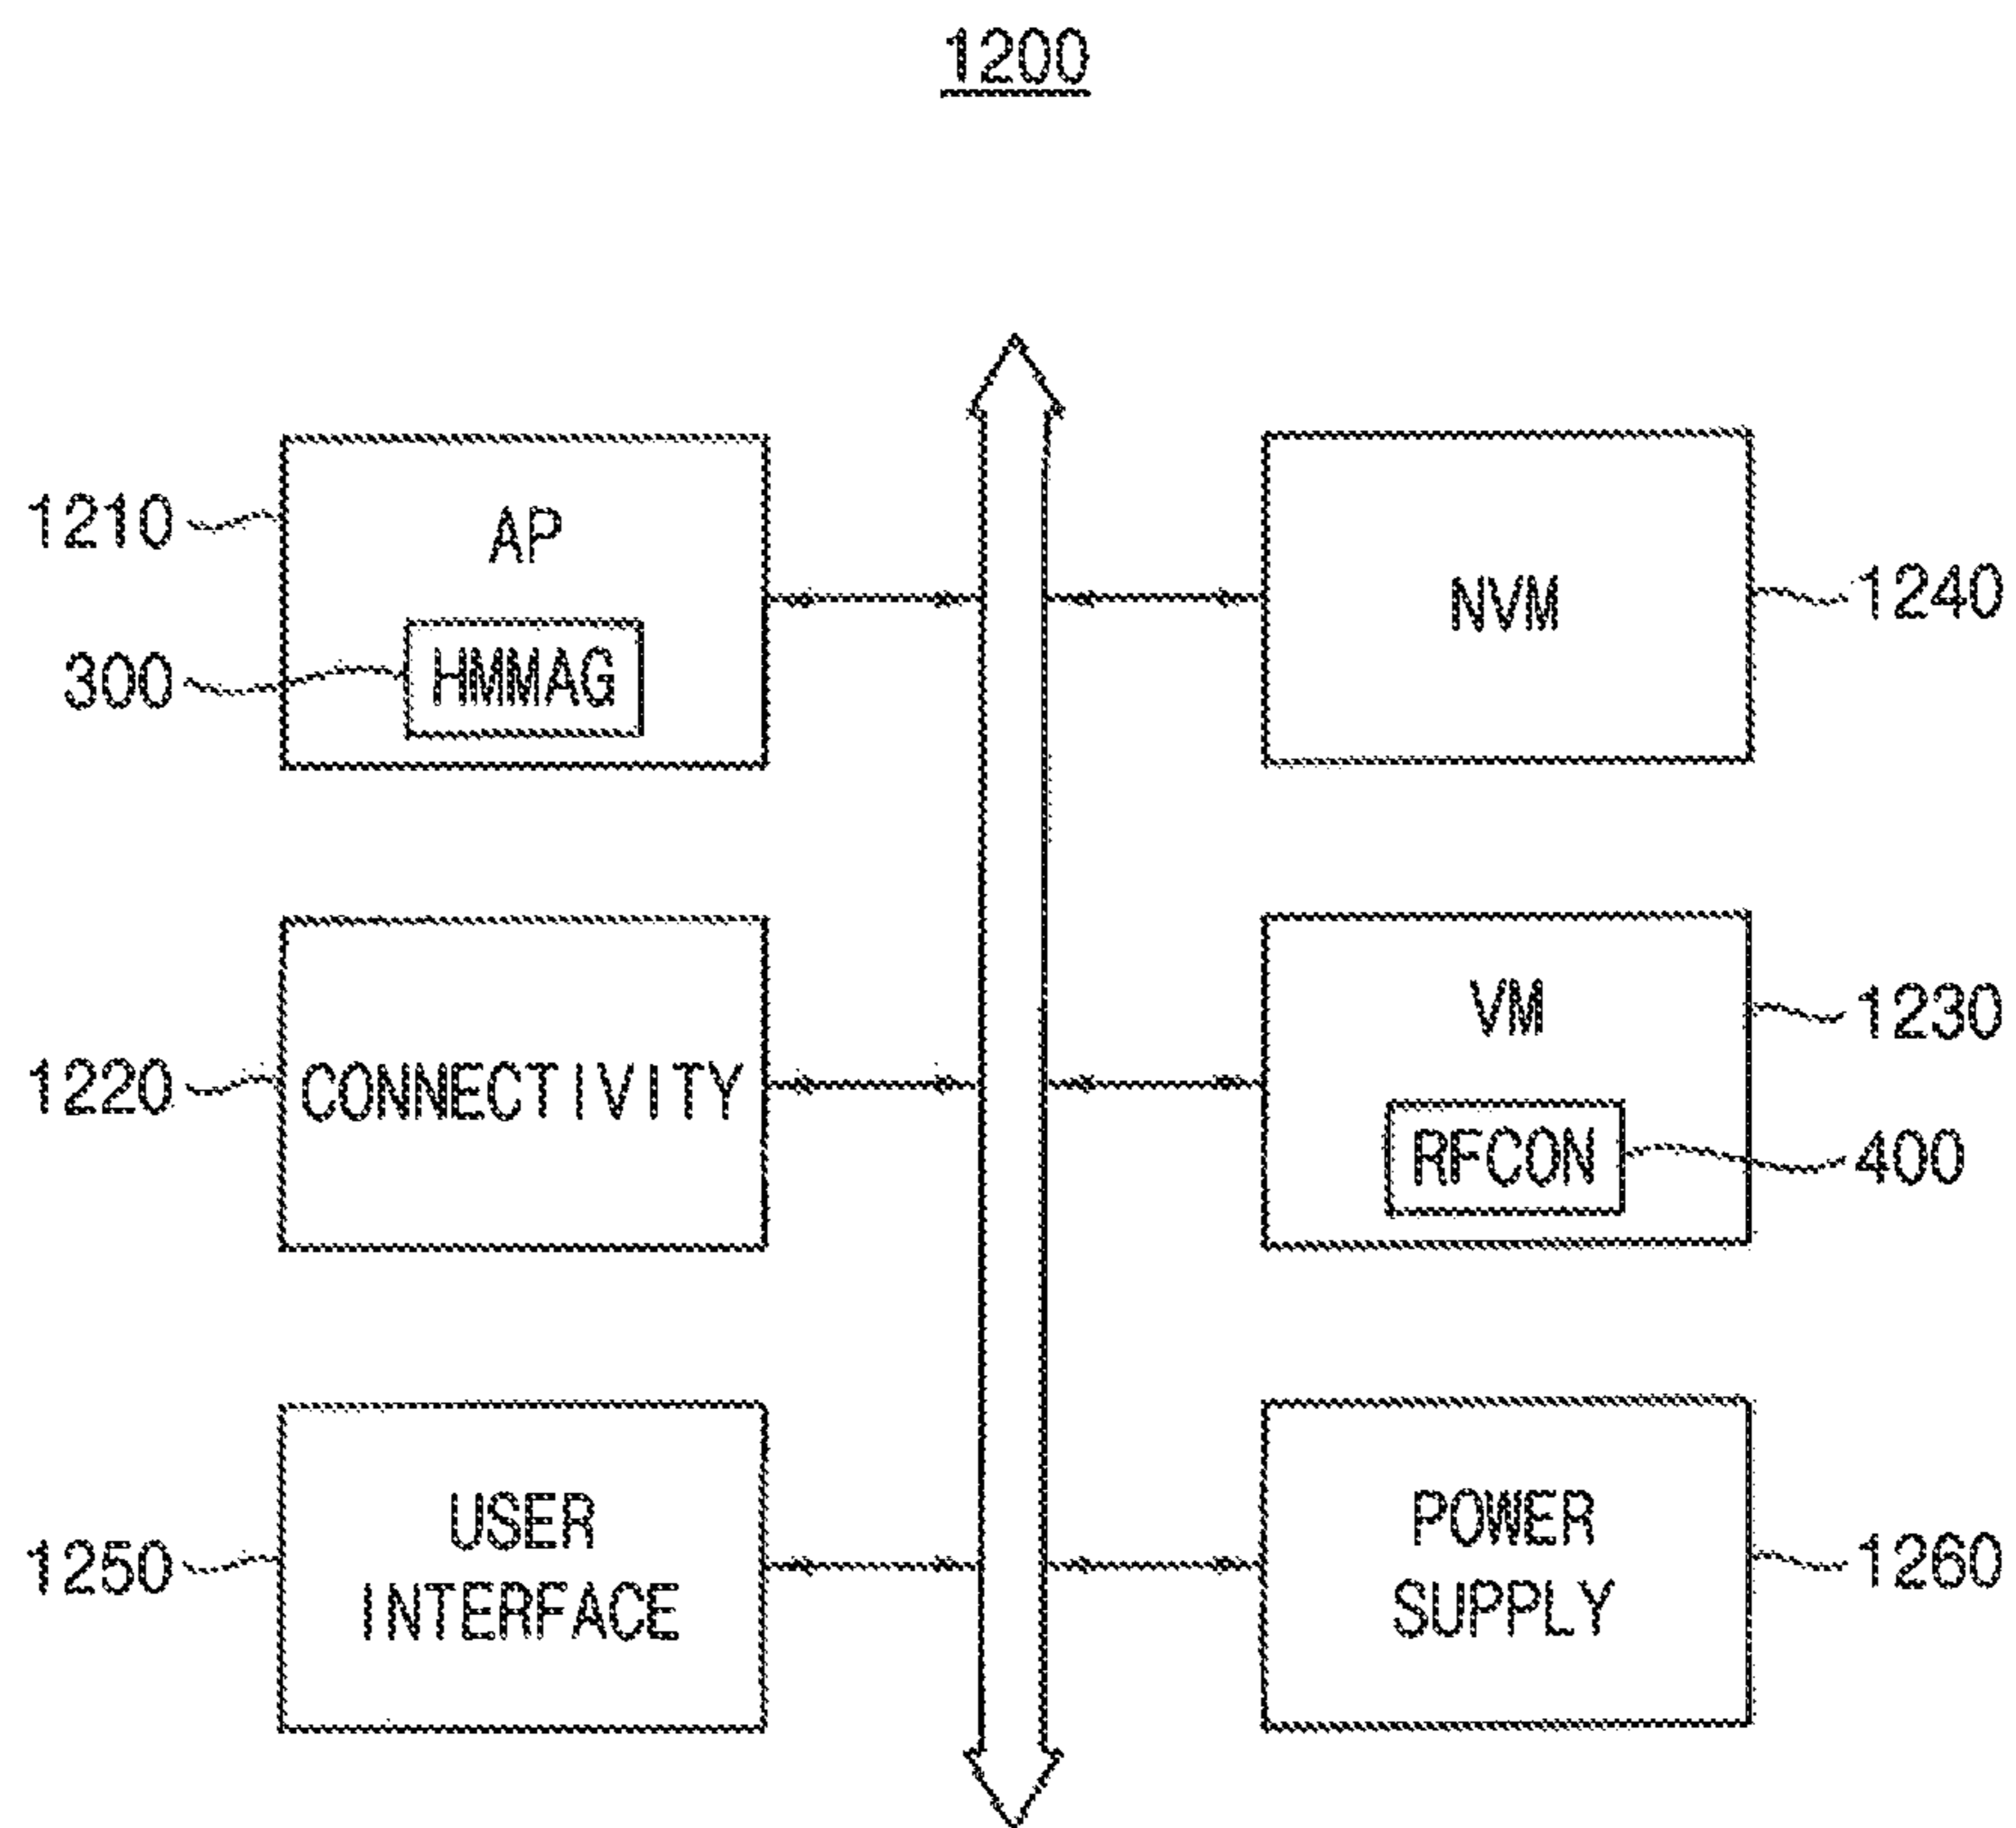 1200
1210
AP
300
HMMAG
NVM
1240
1220
CONNECTIVITY
VM
1230
RFCON
400
1250
USER
INTERFACE
POWER
SUPPLY
1260